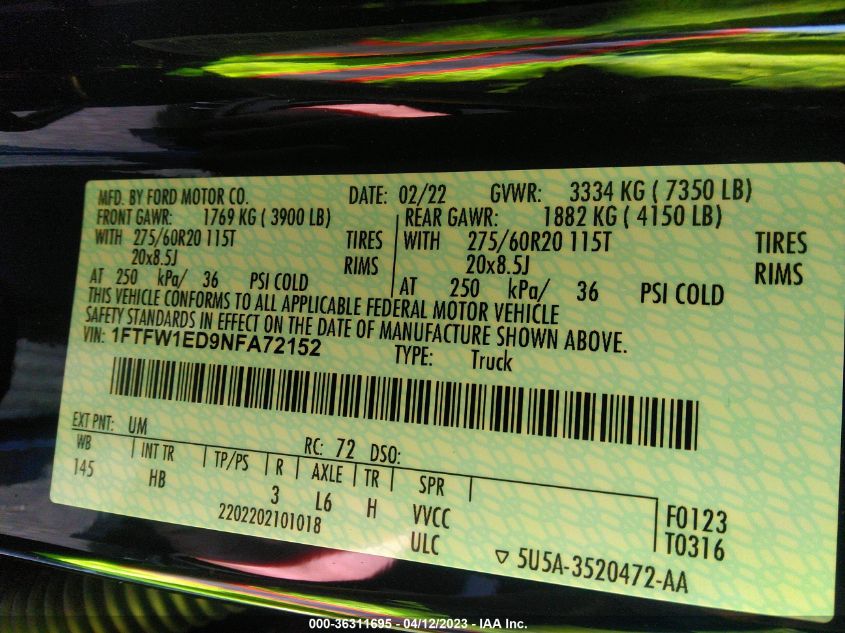 MFD. BY FORD MOTOR CO. DATE: 02/22 GVWR: 3334 KG ( 7350 LB)
FRONT GAWR: 1769 KG ( 3900 LB) REAR GAWR: 1882 KG ( 4150 LB)
WITH 275/60R20 115T TIRES WITH 275/60R20 115T TIRES
20x8.5J RIMS 20x8.5J RIMS
AT 250 kPa/ 36 PSI COLD AT 250 kPa/ 36 PSI COLD
THIS VEHICLE CONFORMS TO ALL APPLICABLE FEDERAL MOTOR VEHICLE
SAFETY STANDARDS IN EFFECT ON THE DATE OF MANUFACTURE SHOWN ABOVE.
VIN: 1FTFW1ED9NFA72152 TYPE: Truck
EXT PNT: UM RC: 72 DSO:
WB INT TR TP/PS R AXLE TR SPR
145 HB 3 L6 H VVCC F0123
2202202101018 ULC T0316
5U5A-3520472-AA
000-36311695 - 04/12/2023 - IAA Inc.